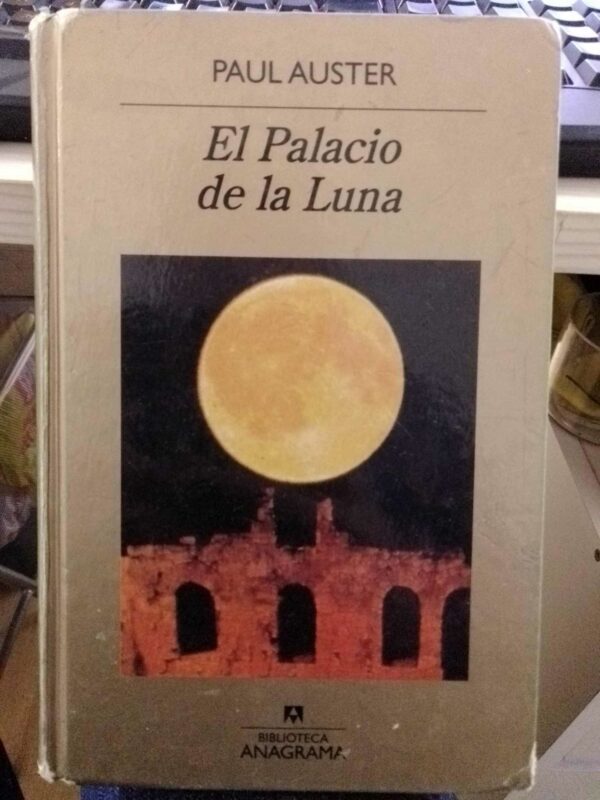 PAUL AUSTER
El Palacio
de la Luna
BIBLIOTECA
ANAGRAMA